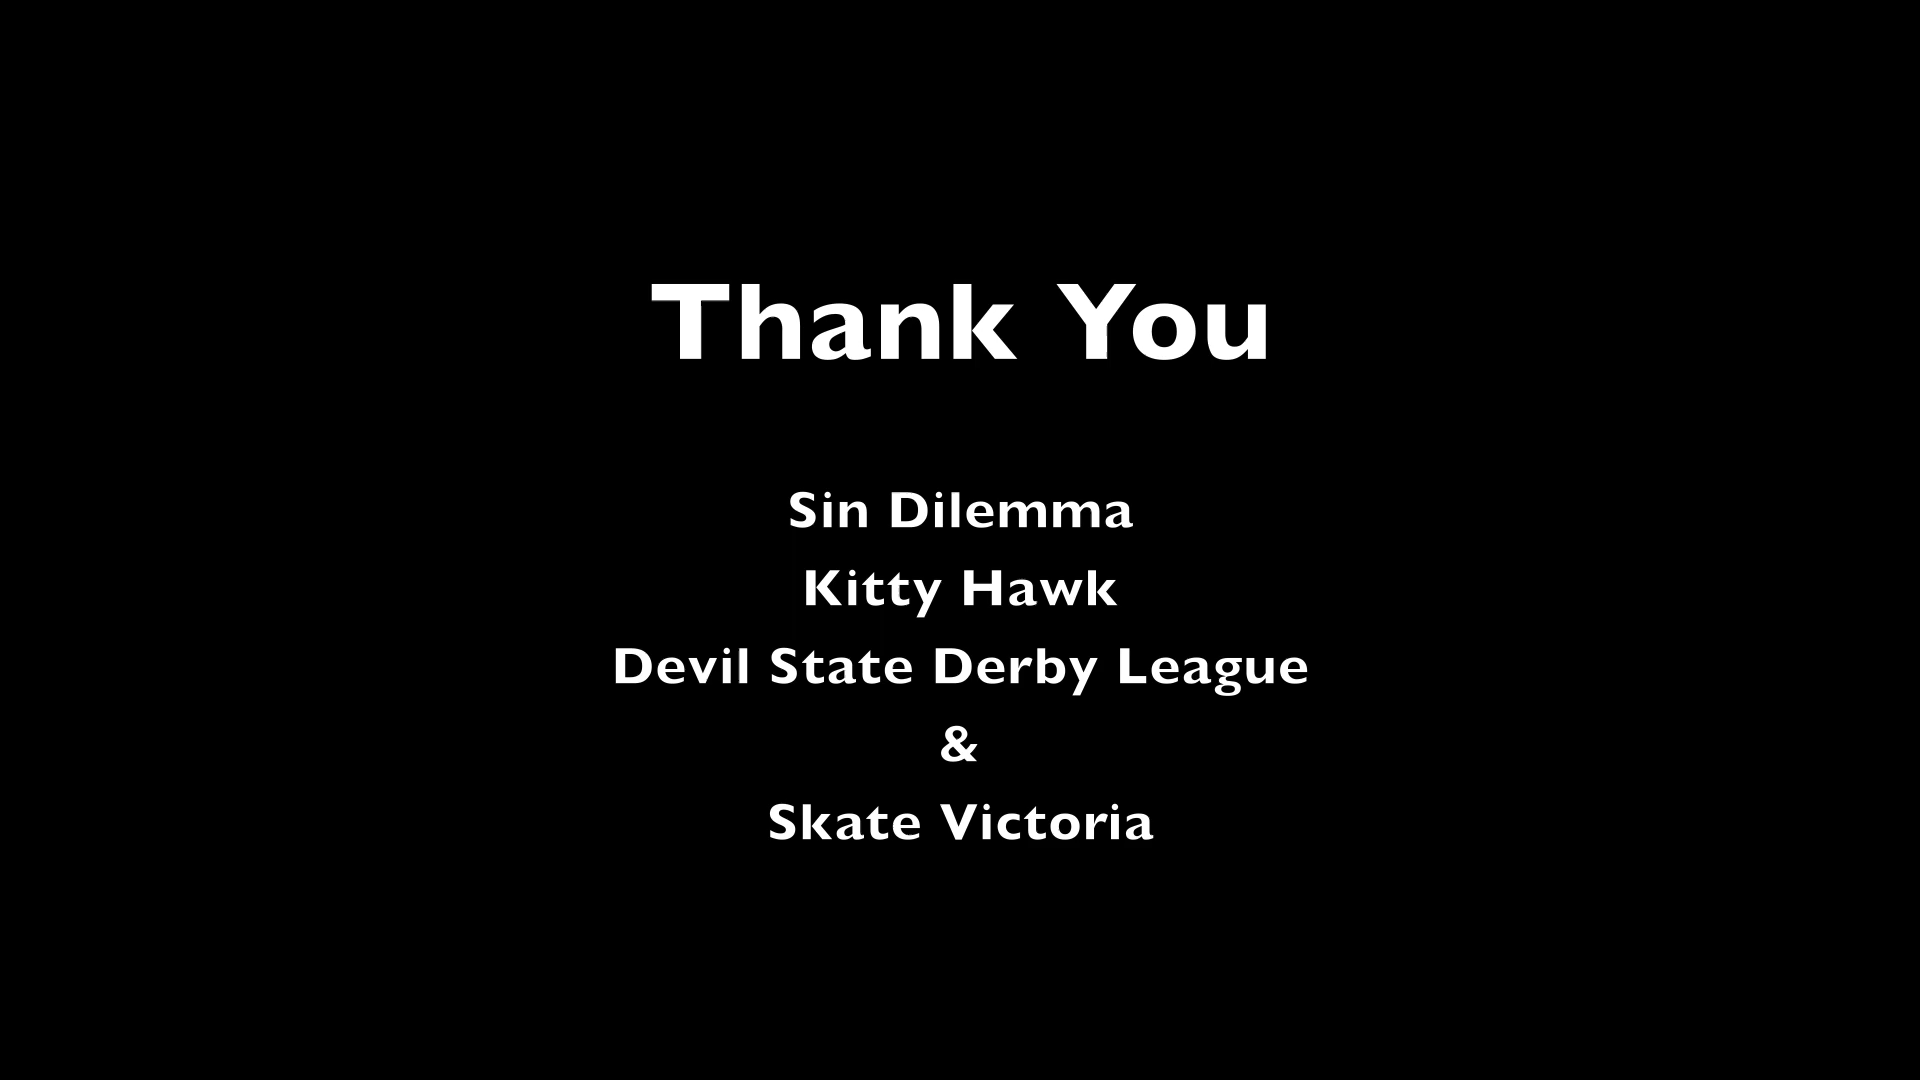 Thank You
Sin Dilemma
Kitty Hawk
Devil State Derby League
&
Skate Victoria